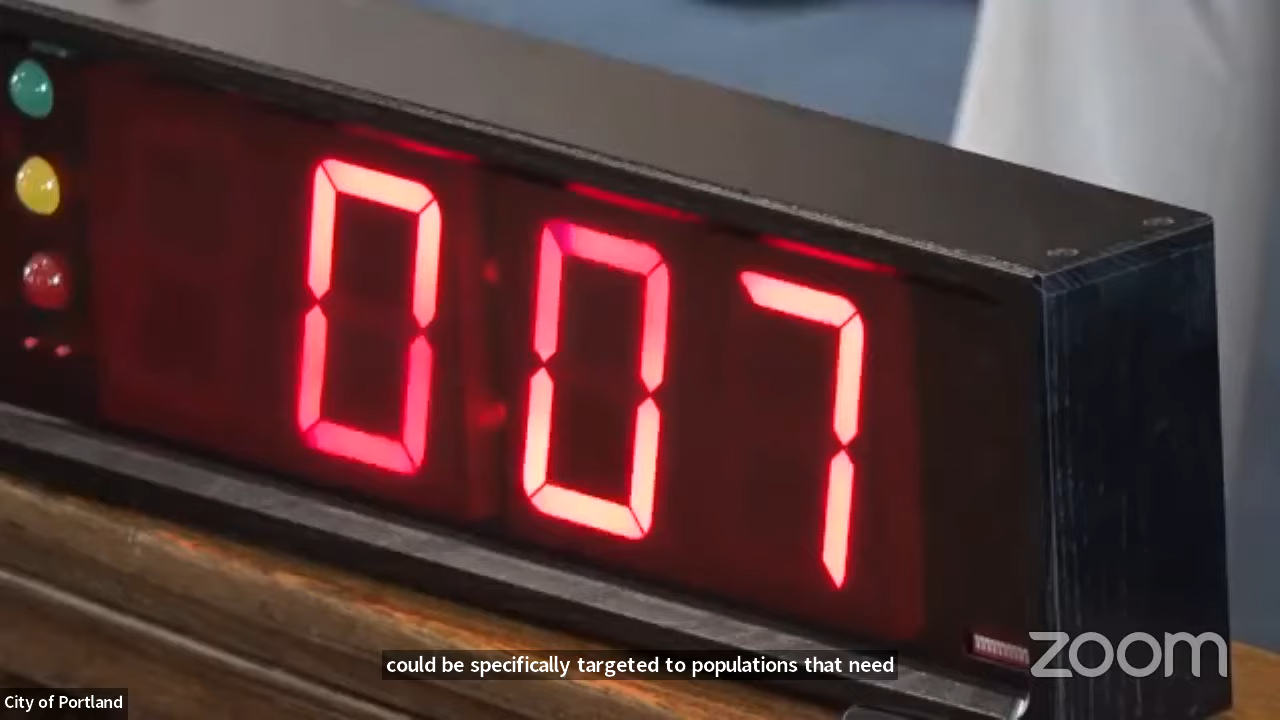 007
could be specifically targeted to populations that need
zoom
City of Portland